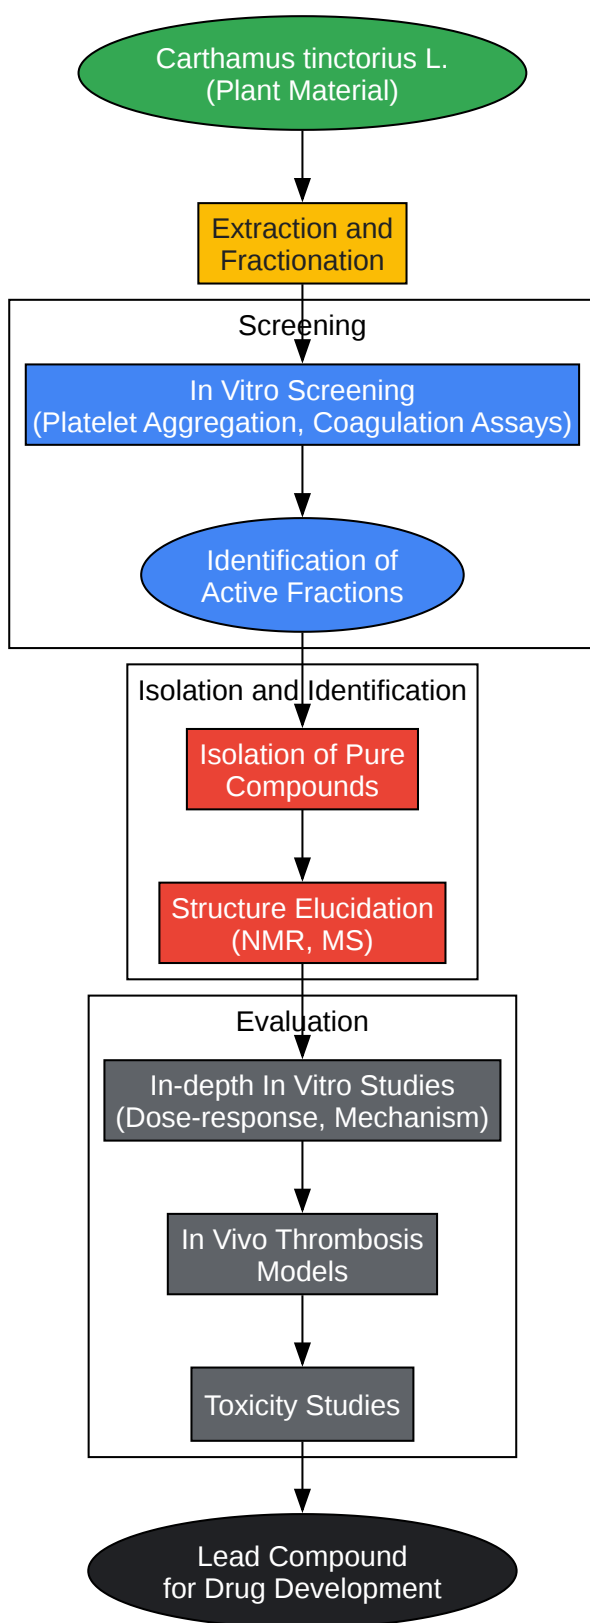 Carthamus tinctorius L.
(Plant Material)
Extraction and
Fractionation
Screening
In Vitro Screening
(Platelet Aggregation, Coagulation Assays)
Identification of
Active Fractions
Isolation and Identification
Isolation of Pure
Compounds
Structure Elucidation
(NMR, MS)
Evaluation
In-depth In Vitro Studies
(Dose-response, Mechanism)
In Vivo Thrombosis
Models
Toxicity Studies
Lead Compound
for Drug Development